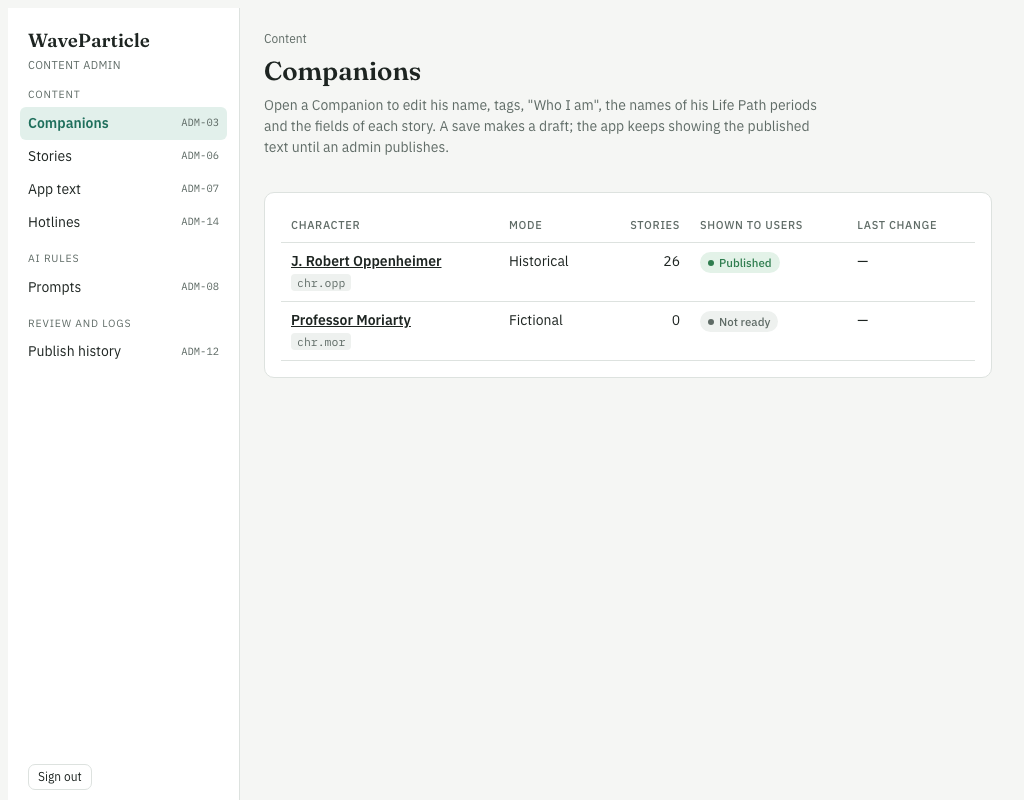 WaveParticle
CONTENT ADMIN
CONTENT
Companions ADM-03
Stories ADM-06
App text ADM-07
Hotlines ADM-14
AI RULES
Prompts ADM-08
REVIEW AND LOGS
Publish history ADM-12
Sign out
Content
Companions
Open a Companion to edit his name, tags, "Who I am", the names of his Life Path periods
and the fields of each story. A save makes a draft; the app keeps showing the published
text until an admin publishes.
CHARACTER MODE STORIES SHOWN TO USERS LAST CHANGE
J. Robert Oppenheimer Historical 26 Published —
chr.opp
Professor Moriarty Fictional 0 Not ready —
chr.mor